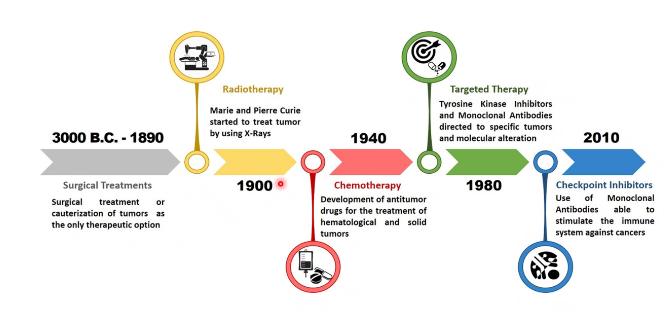 3000 B.C. - 1890
Surgical Treatments
Surgical treatment or
cauterization of tumors as
the only therapeutic option
Radiotherapy
Marie and Pierre Curie
started to treat tumor
by using X-Rays
1900
1940
Chemotherapy
Development of antitumor
drugs for the treatment of
hematological and solid
tumors
Targeted Therapy
Tyrosine Kinase Inhibitors
and Monoclonal Antibodies
directed to specific tumors
and molecular alteration
1980
2010
Checkpoint Inhibitors
Use of Monoclonal
Antibodies able to
stimulate the immune
system against cancers